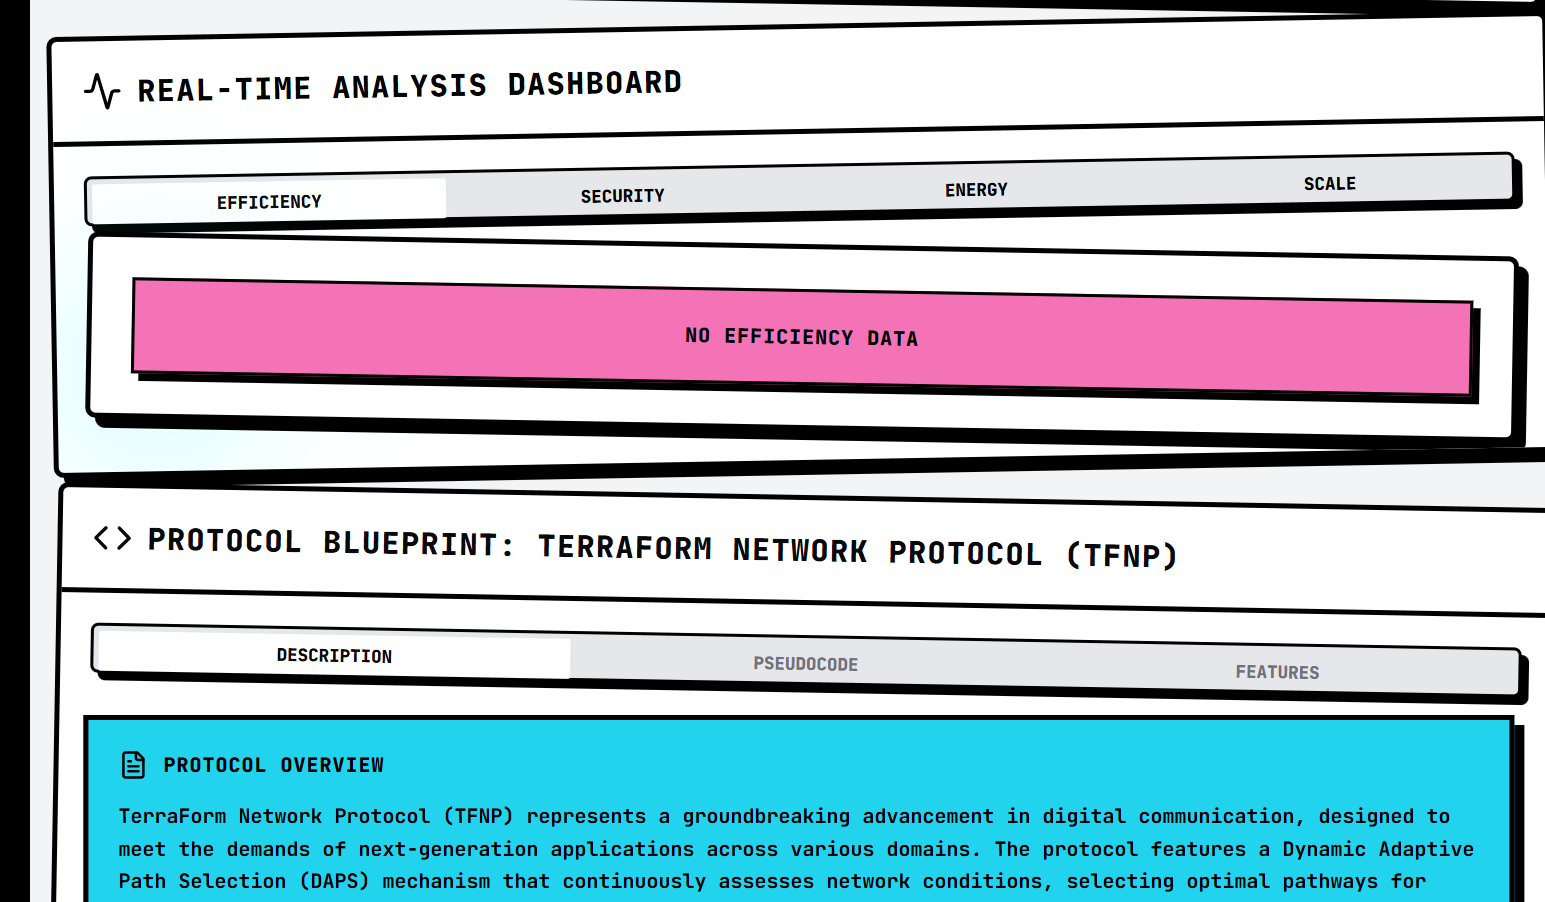 REAL-TIME ANALYSIS DASHBOARD
EFFICIENCY
SECURITY
ENERGY
SCALE
NO EFFICIENCY DATA
PROTOCOL BLUEPRINT: TERRAFORM NETWORK PROTOCOL (TFNP)
DESCRIPTION
PSEUDOCODE
FEATURES
PROTOCOL OVERVIEW
TerraForm Network Protocol (TFNP) represents a groundbreaking advancement in digital communication, designed to
meet the demands of next-generation applications across various domains. The protocol features a Dynamic Adaptive
Path Selection (DAPS) mechanism that continuously assesses network conditions, selecting optimal pathways for